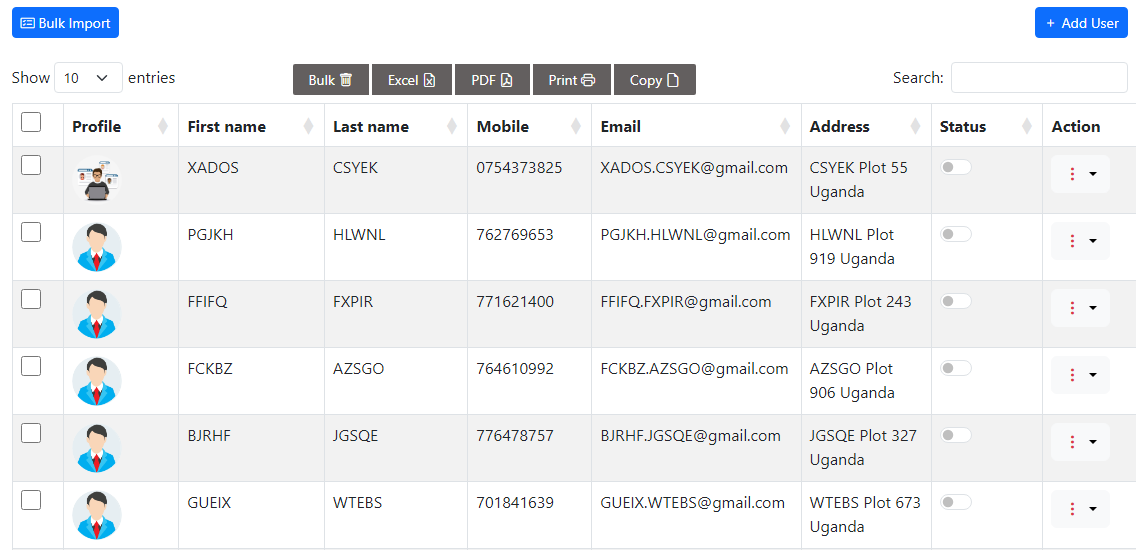 Bulk Import
Add User
Show 10 entries
Bulk
Excel
PDF
Print
Copy
Search:
Profile First name Last name Mobile Email Address Status Action
XADOS CSYEK 0754373825 XADOS.CSYEK@gmail.com CSYEK Plot 55
Uganda
PGJKH HLWNL 762769653 PGJKH.HLWNL@gmail.com HLWNL Plot
919 Uganda
FFIFQ FXPIR 771621400 FFIFQ.FXPIR@gmail.com FXPIR Plot 243
Uganda
FCKBZ AZSGO 764610992 FCKBZ.AZSGO@gmail.com AZSGO Plot
906 Uganda
BJRHF JGSQE 776478757 BJRHF.JGSQE@gmail.com JGSQE Plot 327
Uganda
GUEIX WTEBS 701841639 GUEIX.WTEBS@gmail.com WTEBS Plot 673
Uganda